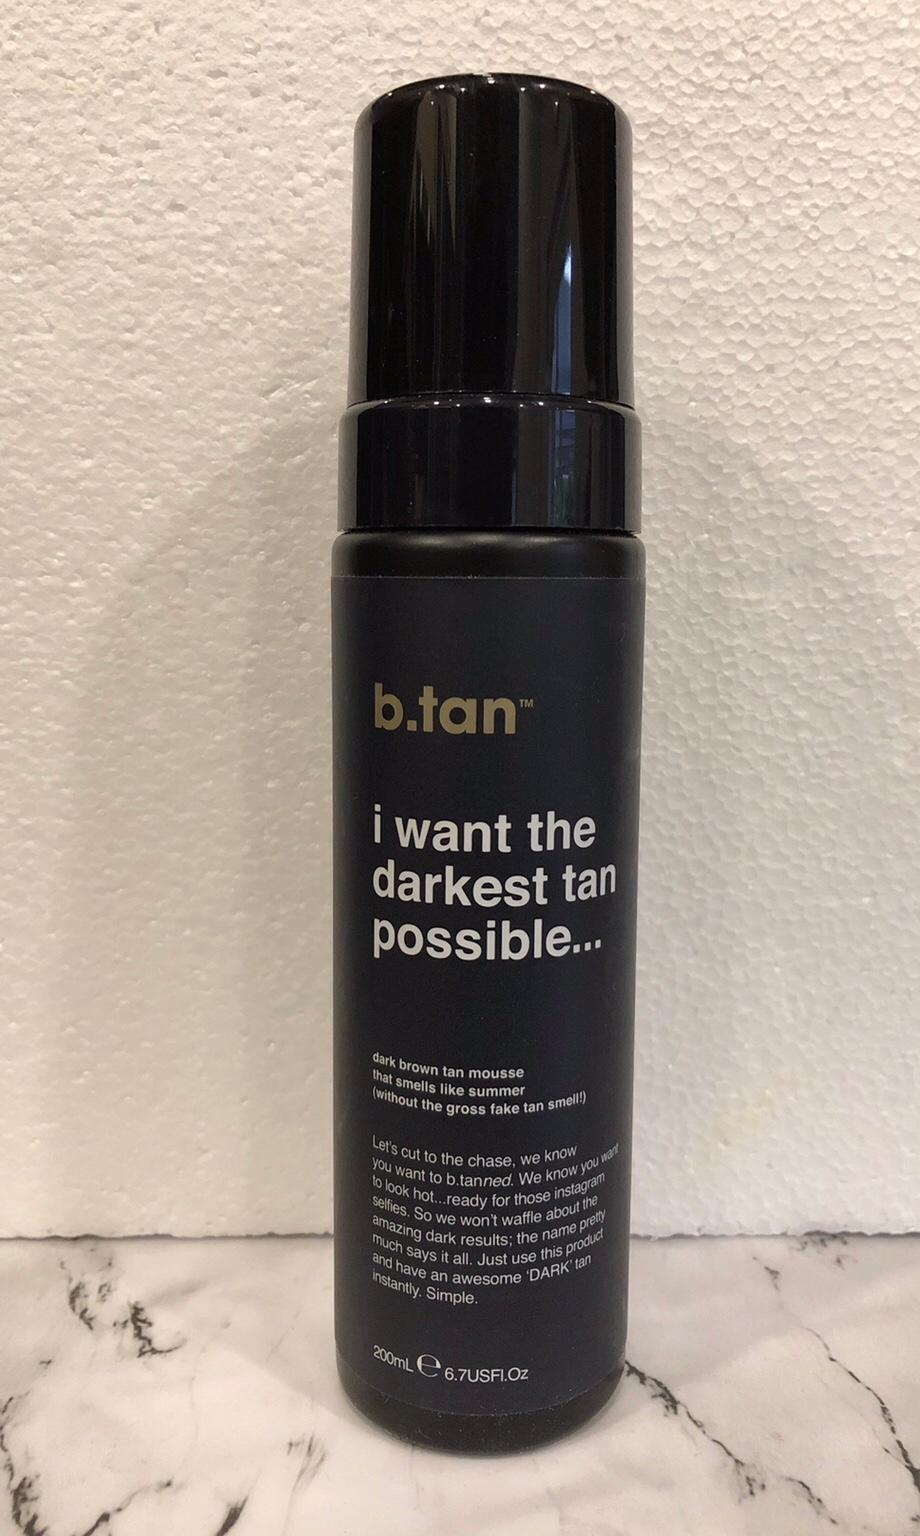 b.tan™
i want the
darkest tan
possible...
dark brown tan mousse
that smells like summer
(without the gross fake tan smell!)
Let's cut to the chase, we know
you want to b.tanned. We know you want
to look hot...ready for those instagram
selfies. So we won't waffle about the
amazing dark results; the name pretty
much says it all. Just use this product
and have an awesome ‘DARK’ tan
instantly. Simple.
200mL ℮ 6.7USFl.Oz